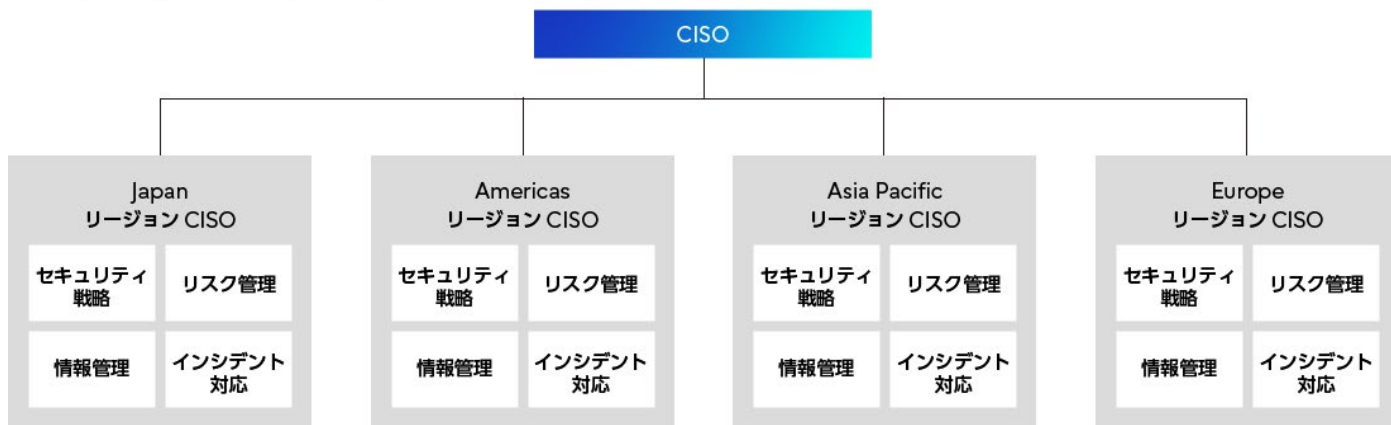 CISO
Japan
リージョン CISO
セキュリティ
戦略
リスク管理
情報管理
インシデント
対応
Americas
リージョン CISO
セキュリティ
戦略
リスク管理
情報管理
インシデント
対応
Asia Pacific
リージョン CISO
セキュリティ
戦略
リスク管理
情報管理
インシデント
対応
Europe
リージョン CISO
セキュリティ
戦略
リスク管理
情報管理
インシデント
対応